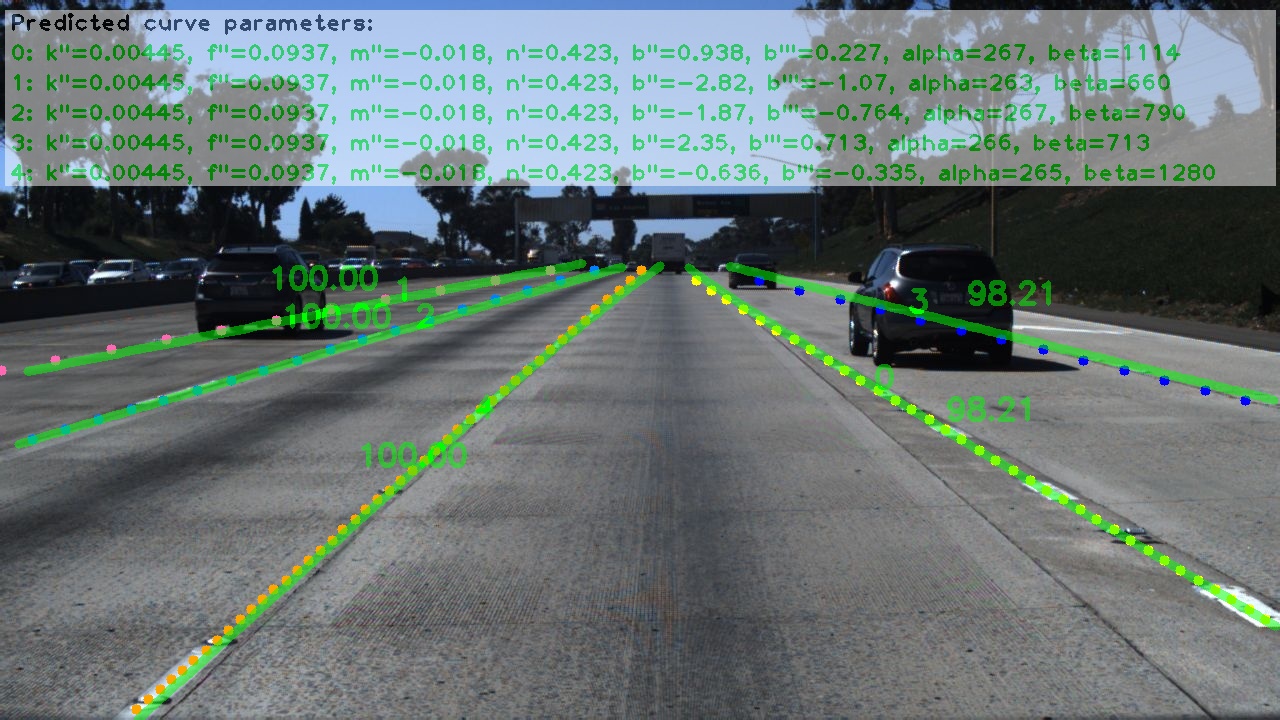 Predicted curve parameters:
0: k''=0.00445, f''=0.0937, m''=−0.018, n'=0.423, b''=0.938, b'''=0.227, alpha=267, beta=1114
1: k''=0.00445, f''=0.0937, m''=−0.018, n'=0.423, b''=−2.82, b'''=−1.07, alpha=263, beta=660
2: k''=0.00445, f''=0.0937, m''=−0.018, n'=0.423, b''=−1.87, b'''=−0.764, alpha=267, beta=790
3: k''=0.00445, f''=0.0937, m''=−0.018, n'=0.423, b''=2.35, b'''=0.713, alpha=266, beta=713
4: k''=0.00445, f''=0.0937, m''=−0.018, n'=0.423, b''=−0.636, b'''=−0.335, alpha=265, beta=1280
100.00 1
3 98.21
100.00 2
0
98.21
100.00